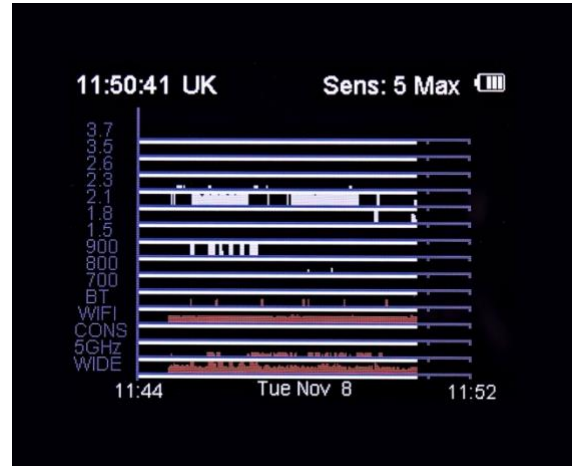 11:50:41 UK Sens: 5 Max
3.7
3.5
2.6
2.3
2.1
1.8
1.5
900
800
700
BT
WIFI
CONS
5GHz
WIDE
11:44 Tue Nov 8 11:52